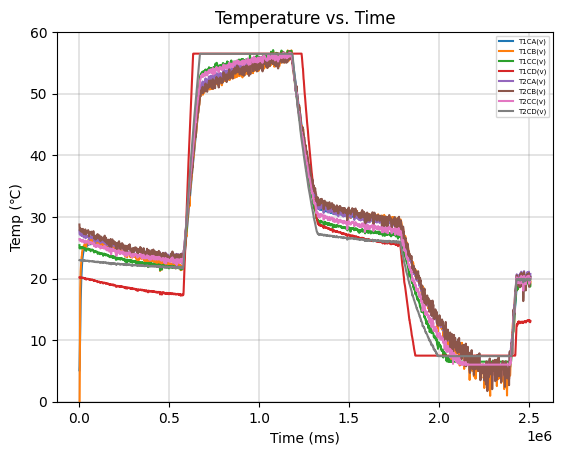 Temperature vs. Time
60
50
40
30
20
10
0
Temp (℃)
T1CA(v)
T1CB(v)
T1CC(v)
T1CD(v)
T2CA(v)
T2CB(v)
T2CC(v)
T2CD(v)
0.0 0.5 1.0 1.5 2.0 2.5
1e6
Time (ms)